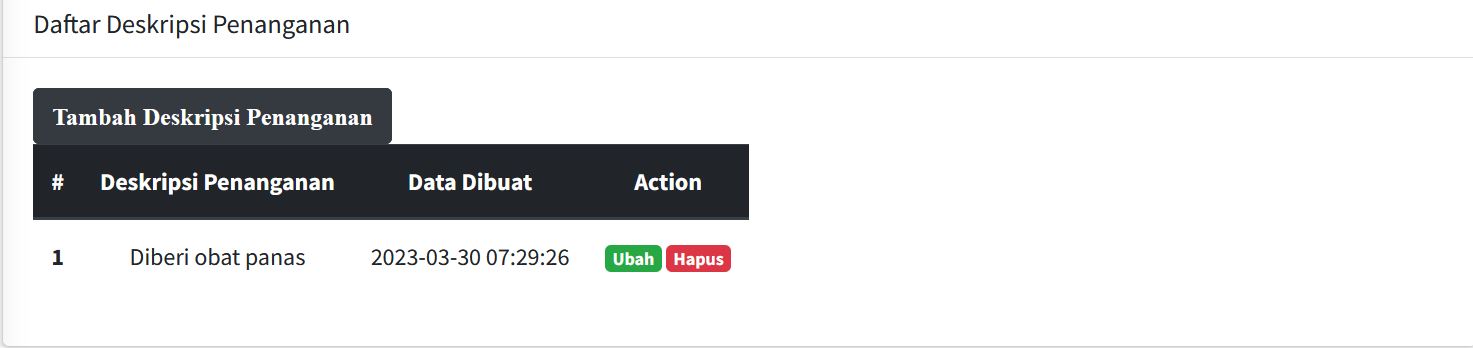 Daftar Deskripsi Penanganan
Tambah Deskripsi Penanganan
# Deskripsi Penanganan Data Dibuat Action
1 Diberi obat panas 2023-03-30 07:29:26 Ubah Hapus